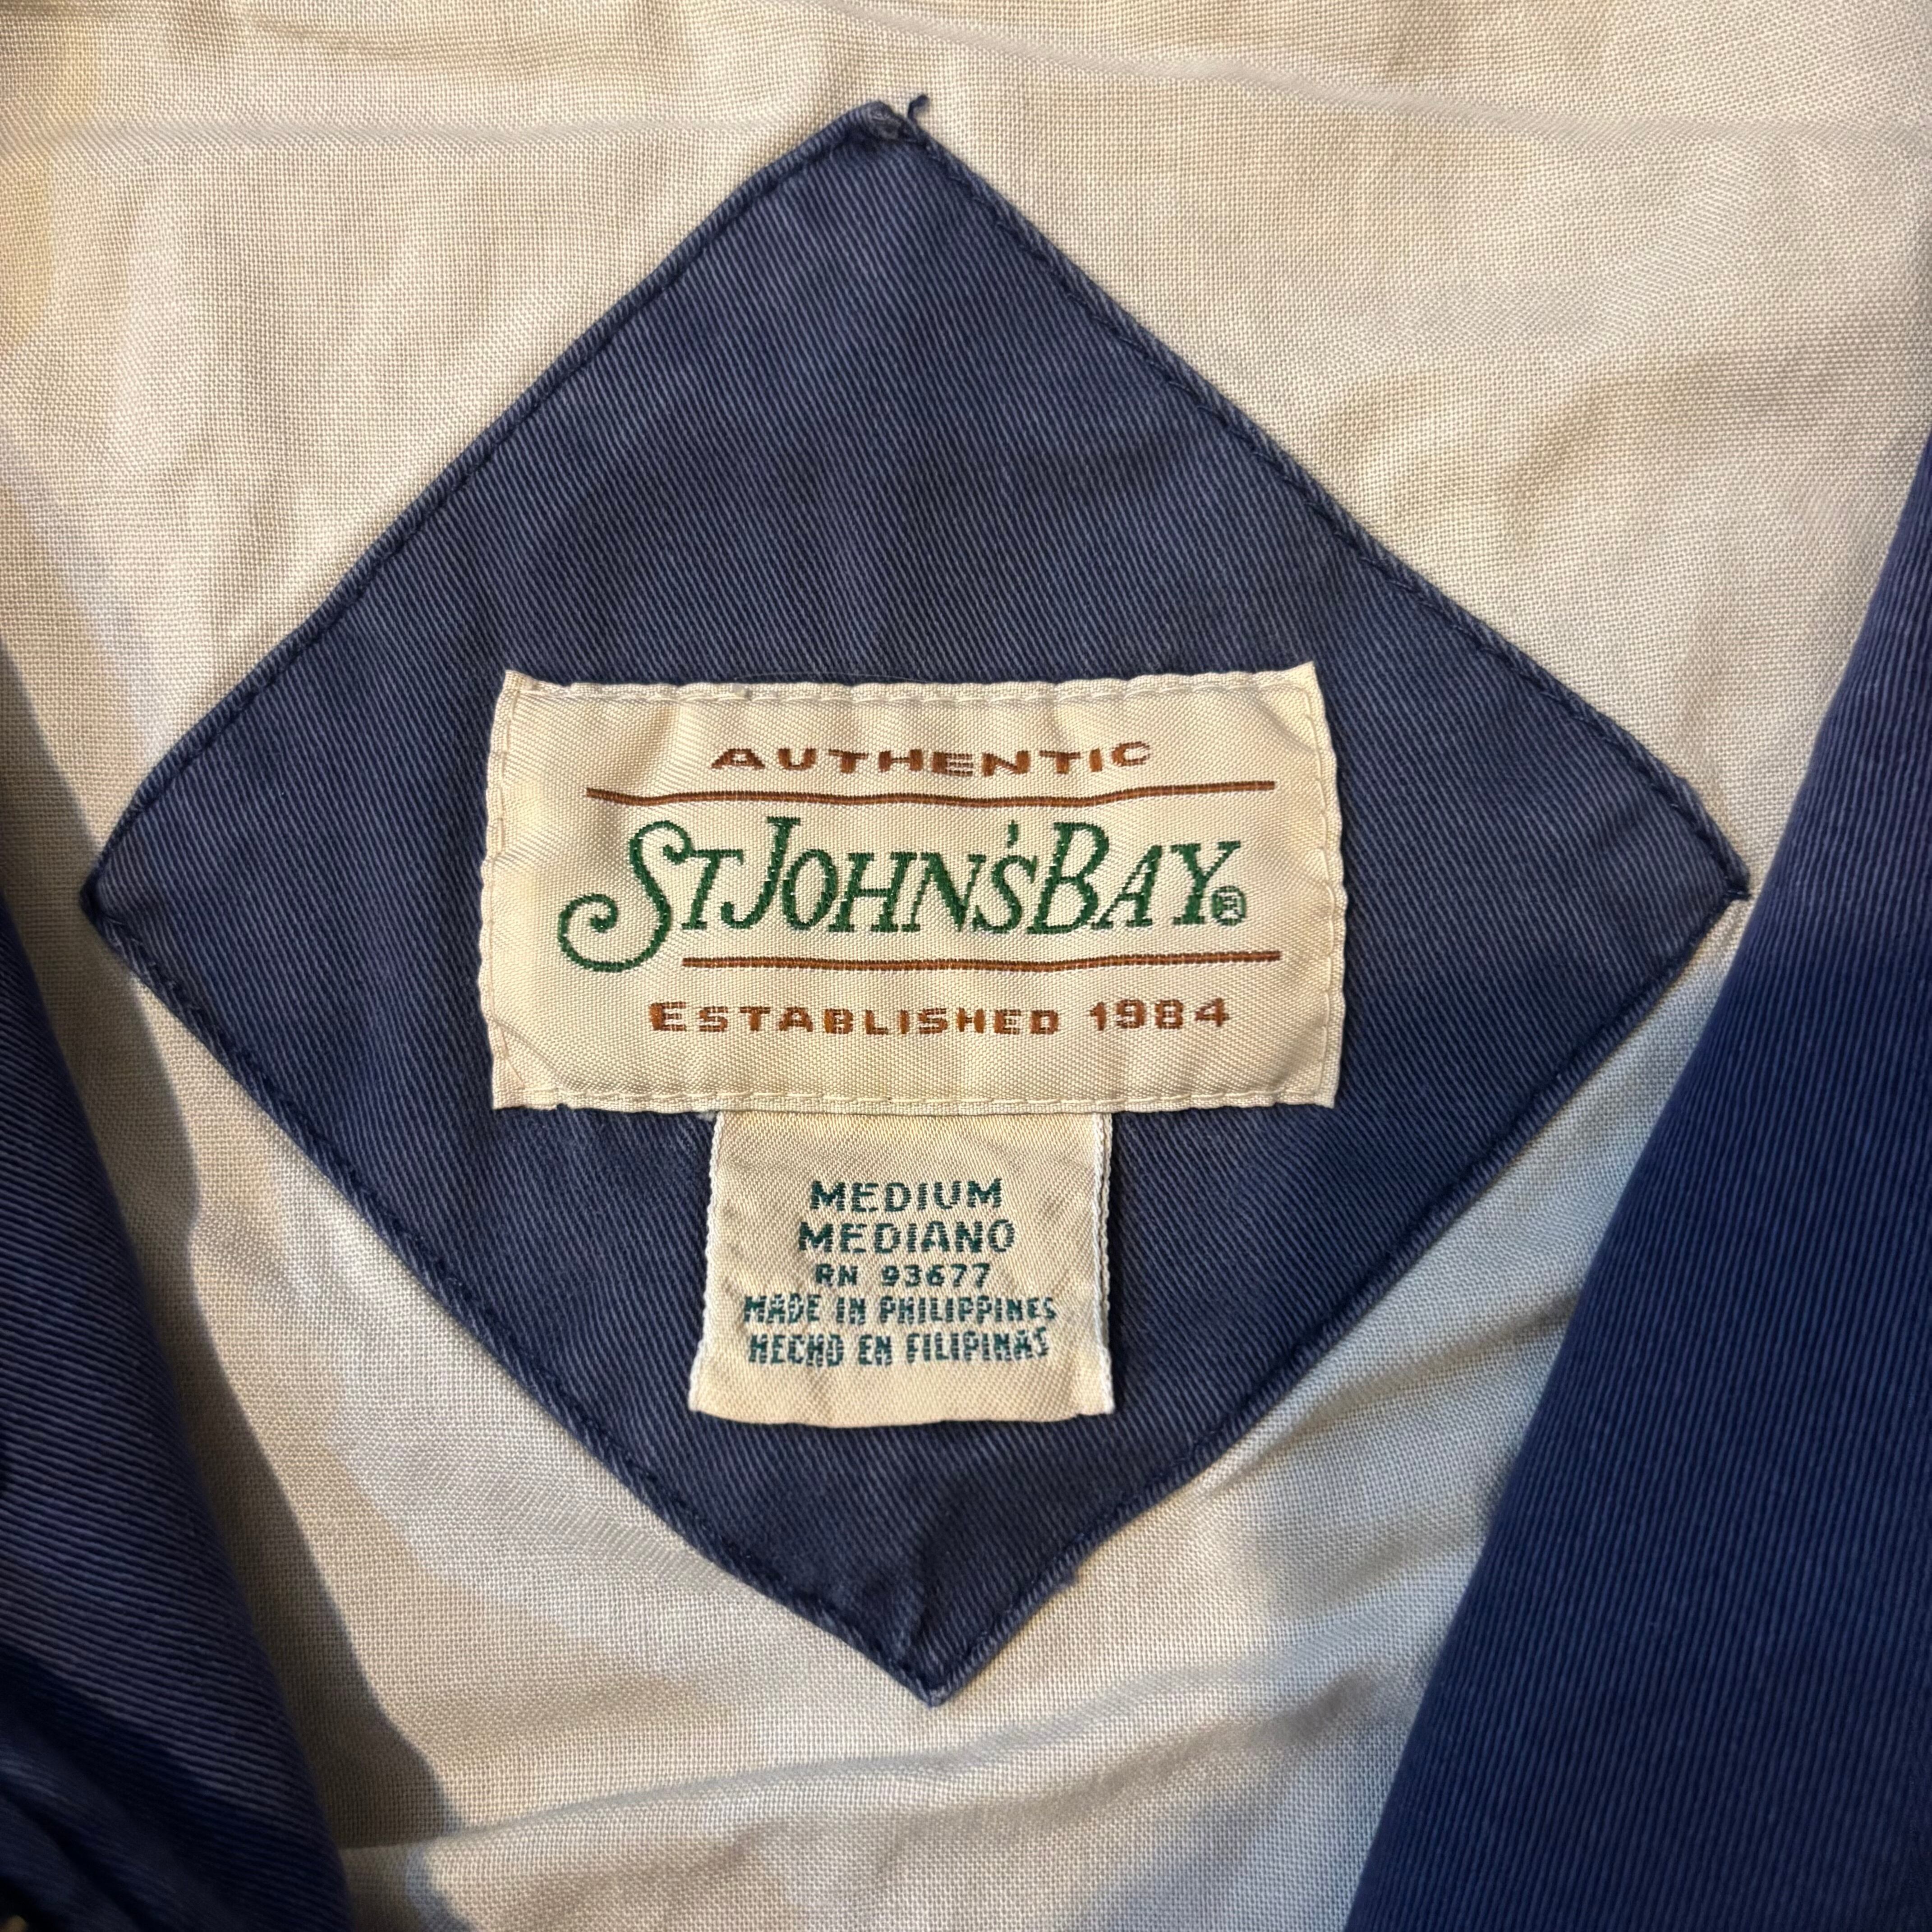 AUTHENTIC
ST JOHN'S BAY®
ESTABLISHED 1984
MEDIUM
MEDIANO
RN 93677
MADE IN PHILIPPINES
HECHO EN FILIPINAS